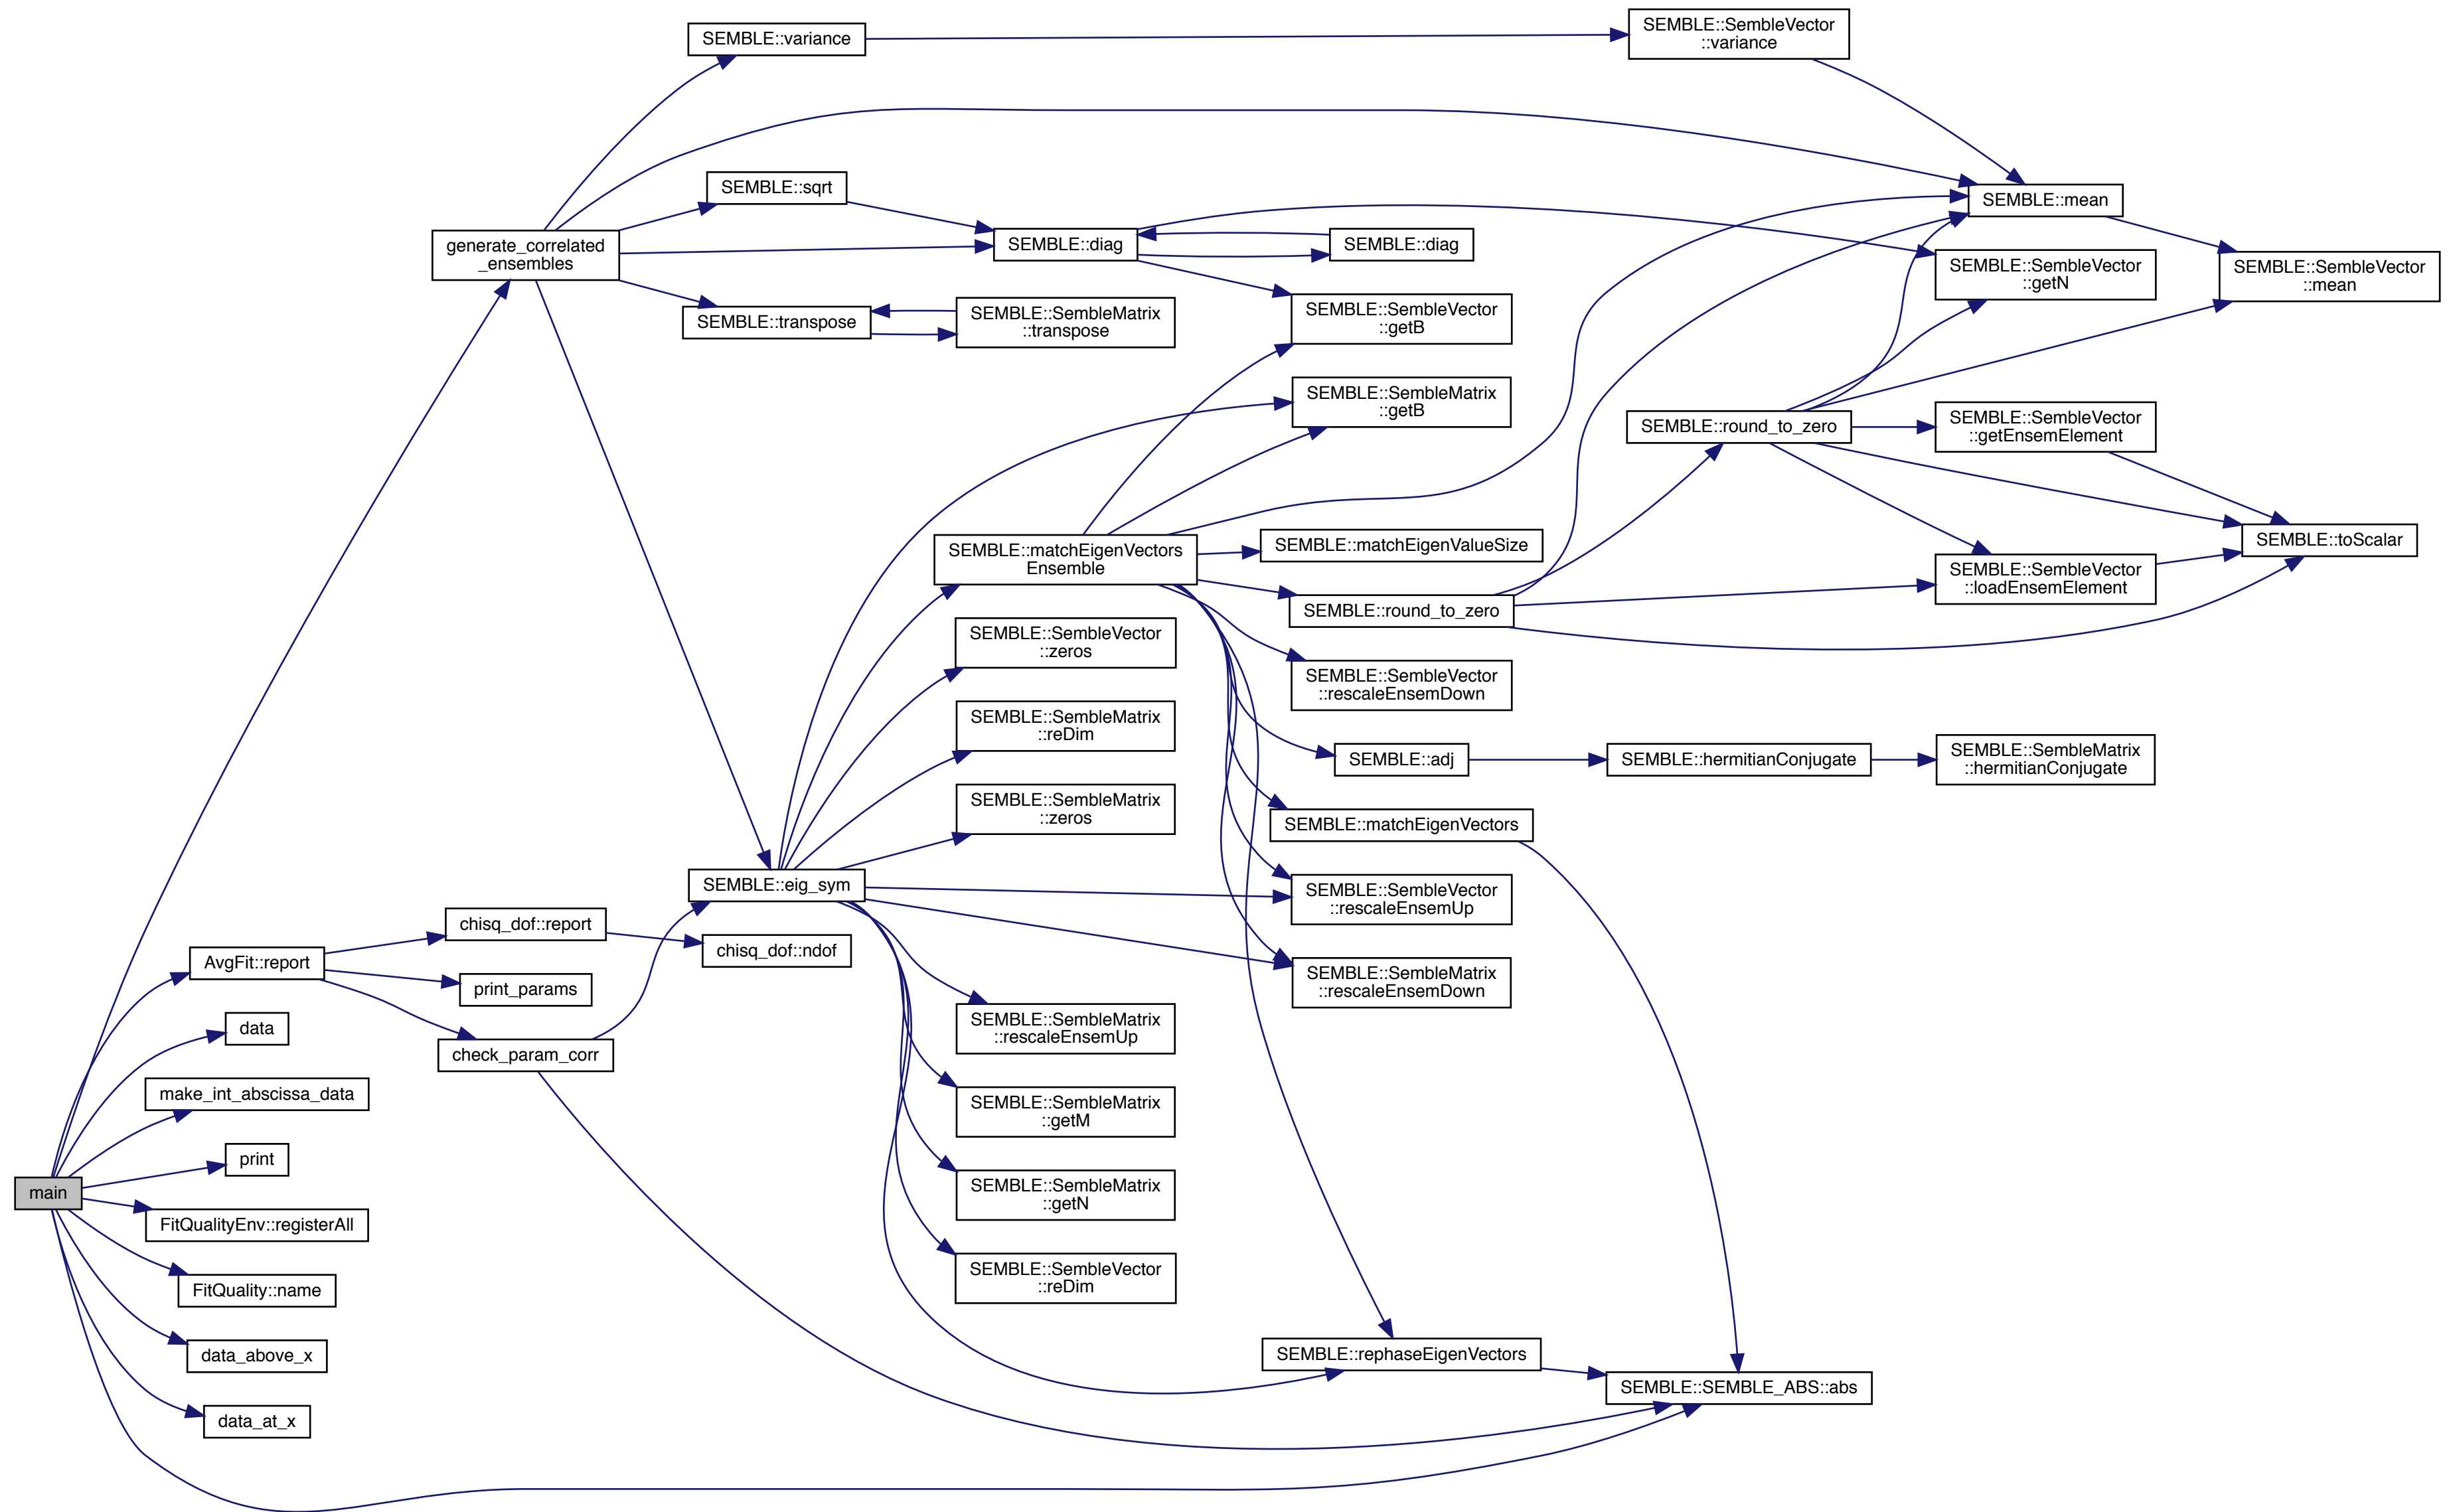 main
generate_correlated
_ensembles
AvgFit::report
data
make_int_abscissa_data
print
FitQualityEnv::registerAll
FitQuality::name
data_above_x
data_at_x
chisq_dof::report
print_params
check_param_corr
SEMBLE::variance
SEMBLE::sqrt
SEMBLE::transpose
SEMBLE::eig_sym
chisq_dof::ndof
SEMBLE::diag
SEMBLE::SembleMatrix
::transpose
SEMBLE::matchEigenVectors
Ensemble
SEMBLE::SembleVector
::zeros
SEMBLE::SembleMatrix
::reDim
SEMBLE::SembleMatrix
::zeros
SEMBLE::SembleMatrix
::rescaleEnsemUp
SEMBLE::SembleMatrix
::getM
SEMBLE::SembleMatrix
::getN
SEMBLE::SembleVector
::reDim
SEMBLE::diag
SEMBLE::SembleVector
::getB
SEMBLE::SembleMatrix
::getB
SEMBLE::matchEigenValueSize
SEMBLE::round_to_zero
SEMBLE::SembleVector
::rescaleEnsemDown
SEMBLE::adj
SEMBLE::matchEigenVectors
SEMBLE::SembleVector
::rescaleEnsemUp
SEMBLE::SembleMatrix
::rescaleEnsemDown
SEMBLE::rephaseEigenVectors
SEMBLE::SembleVector
::variance
SEMBLE::round_to_zero
SEMBLE::hermitianConjugate
SEMBLE::SEMBLE_ABS::abs
SEMBLE::mean
SEMBLE::SembleVector
::getN
SEMBLE::SembleVector
::getEnsemElement
SEMBLE::SembleVector
::loadEnsemElement
SEMBLE::SembleMatrix
::hermitianConjugate
SEMBLE::SembleVector
::mean
SEMBLE::toScalar